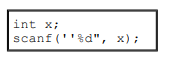 int x;
scanf(''%d", x);